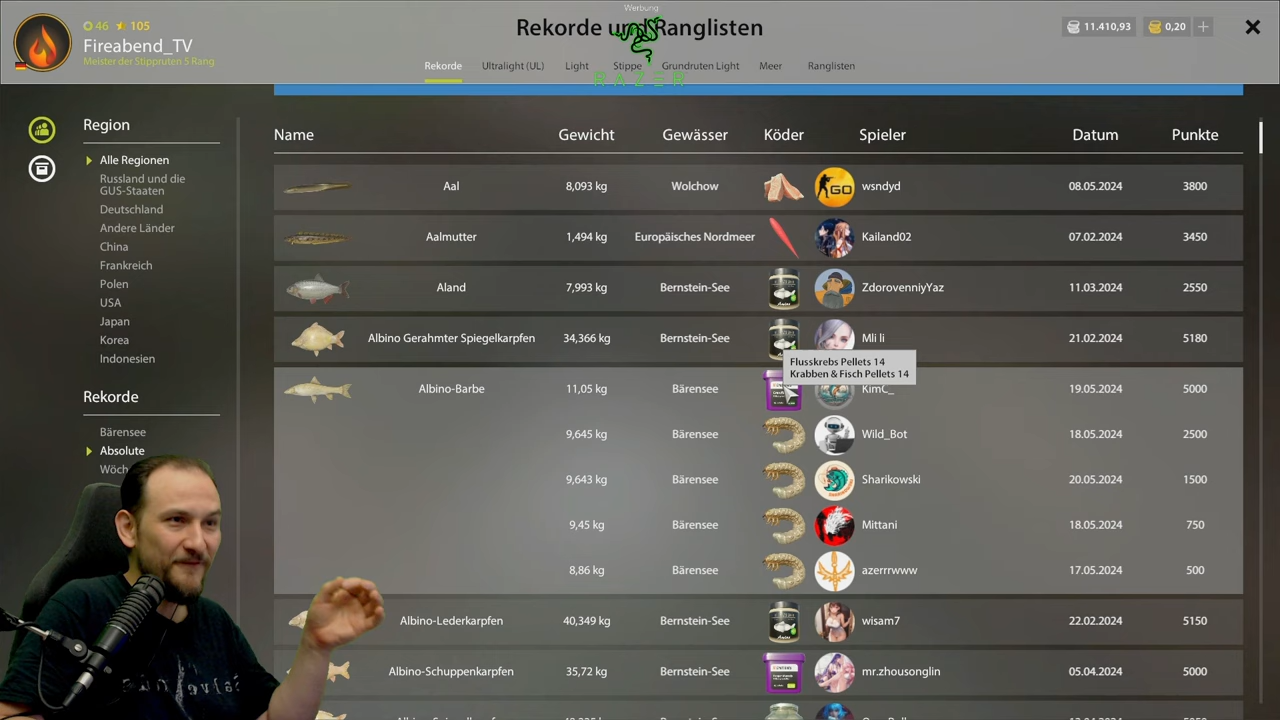 Werbung
46 105
Fireabend_TV
Meister der Stippruten 5 Rang
Rekorde und Ranglisten
RAZER
11.410,93 0,20
Rekorde Ultralight (UL) Light Stippe Grundruten Light Meer Ranglisten
Region
Alle Regionen
Russland und die
GUS-Staaten
Deutschland
Andere Länder
China
Frankreich
Polen
USA
Japan
Korea
Indonesien
Rekorde
Bärensee
Absolute
Wöch
Name Gewicht Gewässer Köder Spieler Datum Punkte
Aal 8,093 kg Wolchow GO wsndyd 08.05.2024 3800
Aalmutter 1,494 kg Europäisches Nordmeer Kailand02 07.02.2024 3450
Aland 7,993 kg Bernstein-See ZdorovenniyYaz 11.03.2024 2550
Albino Gerahmter Spiegelkarpfen 34,366 kg Bernstein-See Mli li 21.02.2024 5180
Flusskrebs Pellets 14
Krabben & Fisch Pellets 14
Albino-Barbe 11,05 kg Bärensee KimC_ 19.05.2024 5000
9,645 kg Bärensee Wild_Bot 18.05.2024 2500
9,643 kg Bärensee Sharikowski 20.05.2024 1500
9,45 kg Bärensee Mittani 18.05.2024 750
8,86 kg Bärensee azerrrwww 17.05.2024 500
Albino-Lederkarpfen 40,349 kg Bernstein-See wisam7 22.02.2024 5150
Albino-Schuppenkarpfen 35,72 kg Bernstein-See mr.zhousonglin 05.04.2024 5000